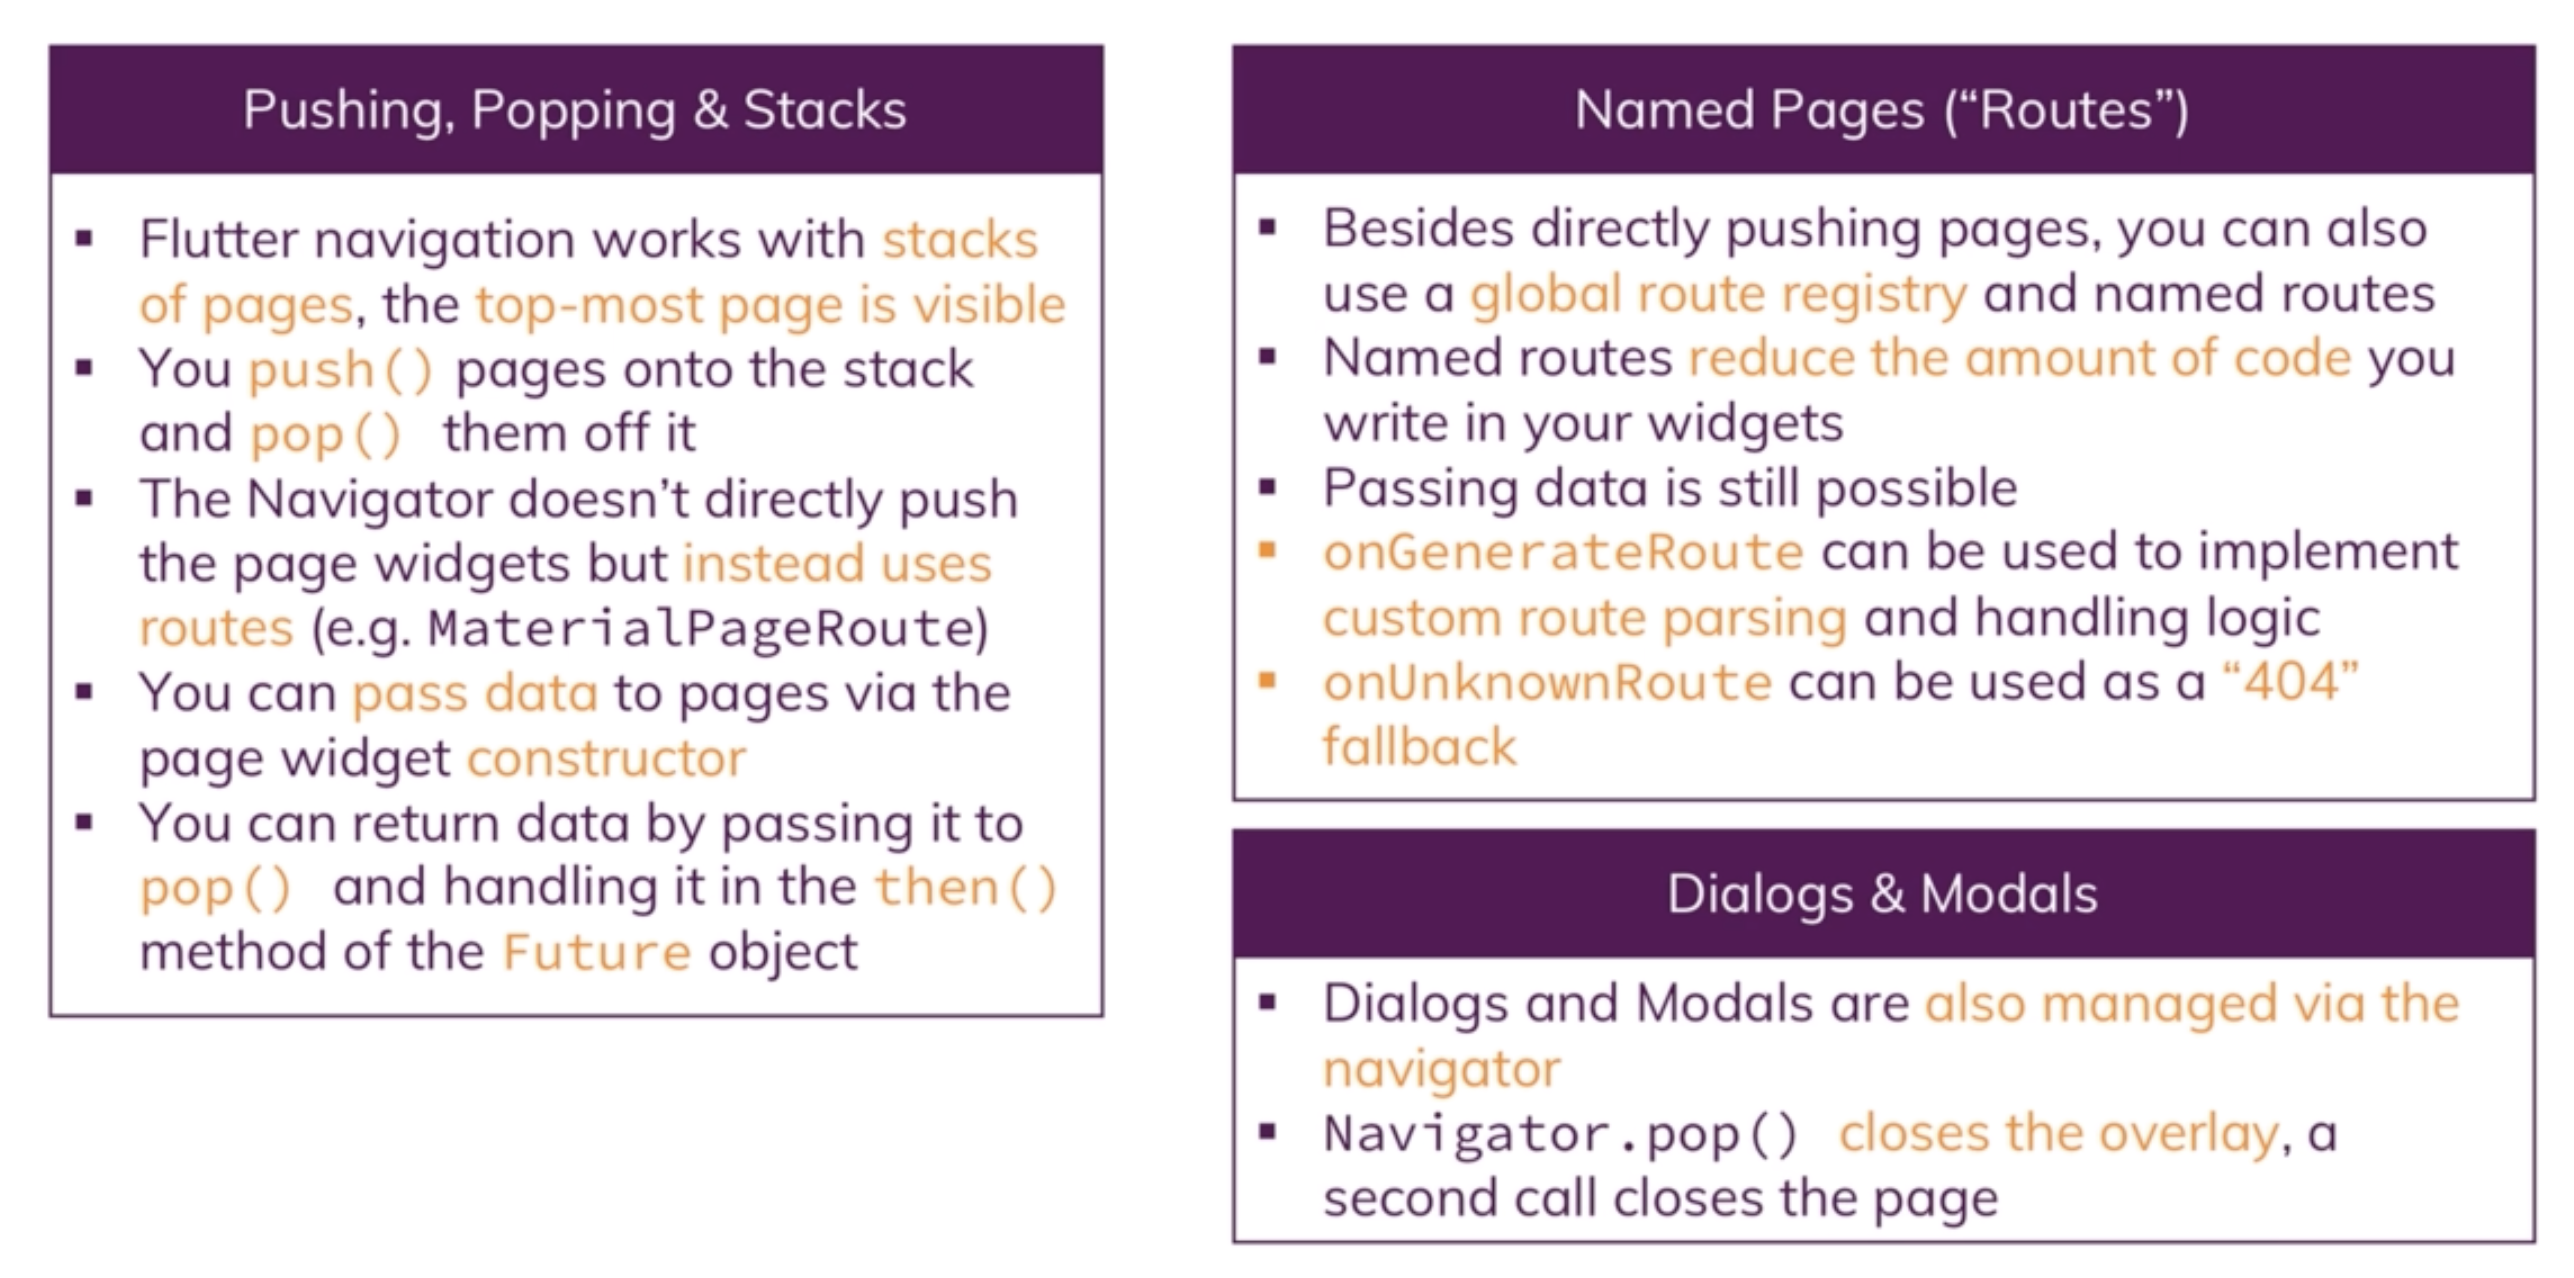 Pushing, Popping & Stacks
▪ Flutter navigation works with stacks
of pages, the top-most page is visible
▪ You push() pages onto the stack
and pop() them off it
▪ The Navigator doesn’t directly push
the page widgets but instead uses
routes (e.g. MaterialPageRoute)
▪ You can pass data to pages via the
page widget constructor
▪ You can return data by passing it to
pop() and handling it in the then()
method of the Future object
Named Pages (“Routes”)
▪ Besides directly pushing pages, you can also
use a global route registry and named routes
▪ Named routes reduce the amount of code you
write in your widgets
▪ Passing data is still possible
▪ onGenerateRoute can be used to implement
custom route parsing and handling logic
▪ onUnknownRoute can be used as a “404”
fallback
Dialogs & Modals
▪ Dialogs and Modals are also managed via the
navigator
▪ Navigator.pop() closes the overlay, a
second call closes the page